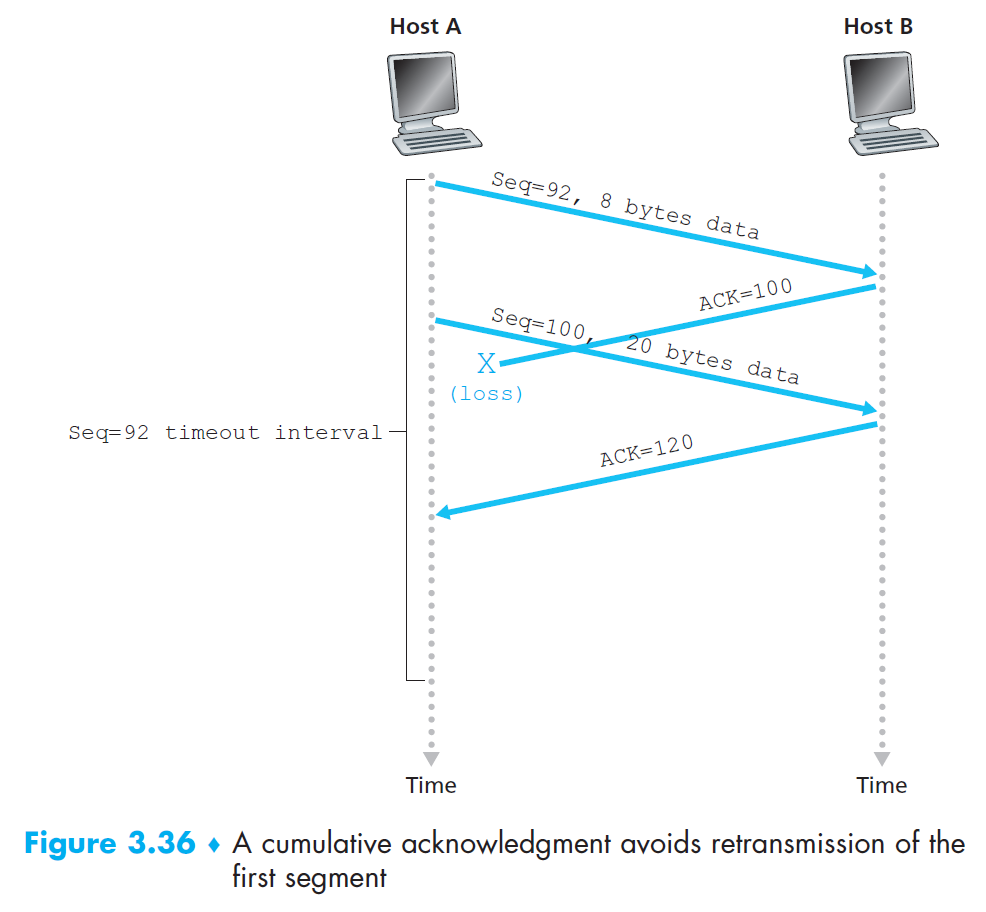 Host A
Host B
Seq=92, 8 bytes data
ACK=100
Seq=100, 20 bytes data
X
(loss)
Seq=92 timeout interval
ACK=120
Time
Time
Figure 3.36 ♦ A cumulative acknowledgment avoids retransmission of the
first segment